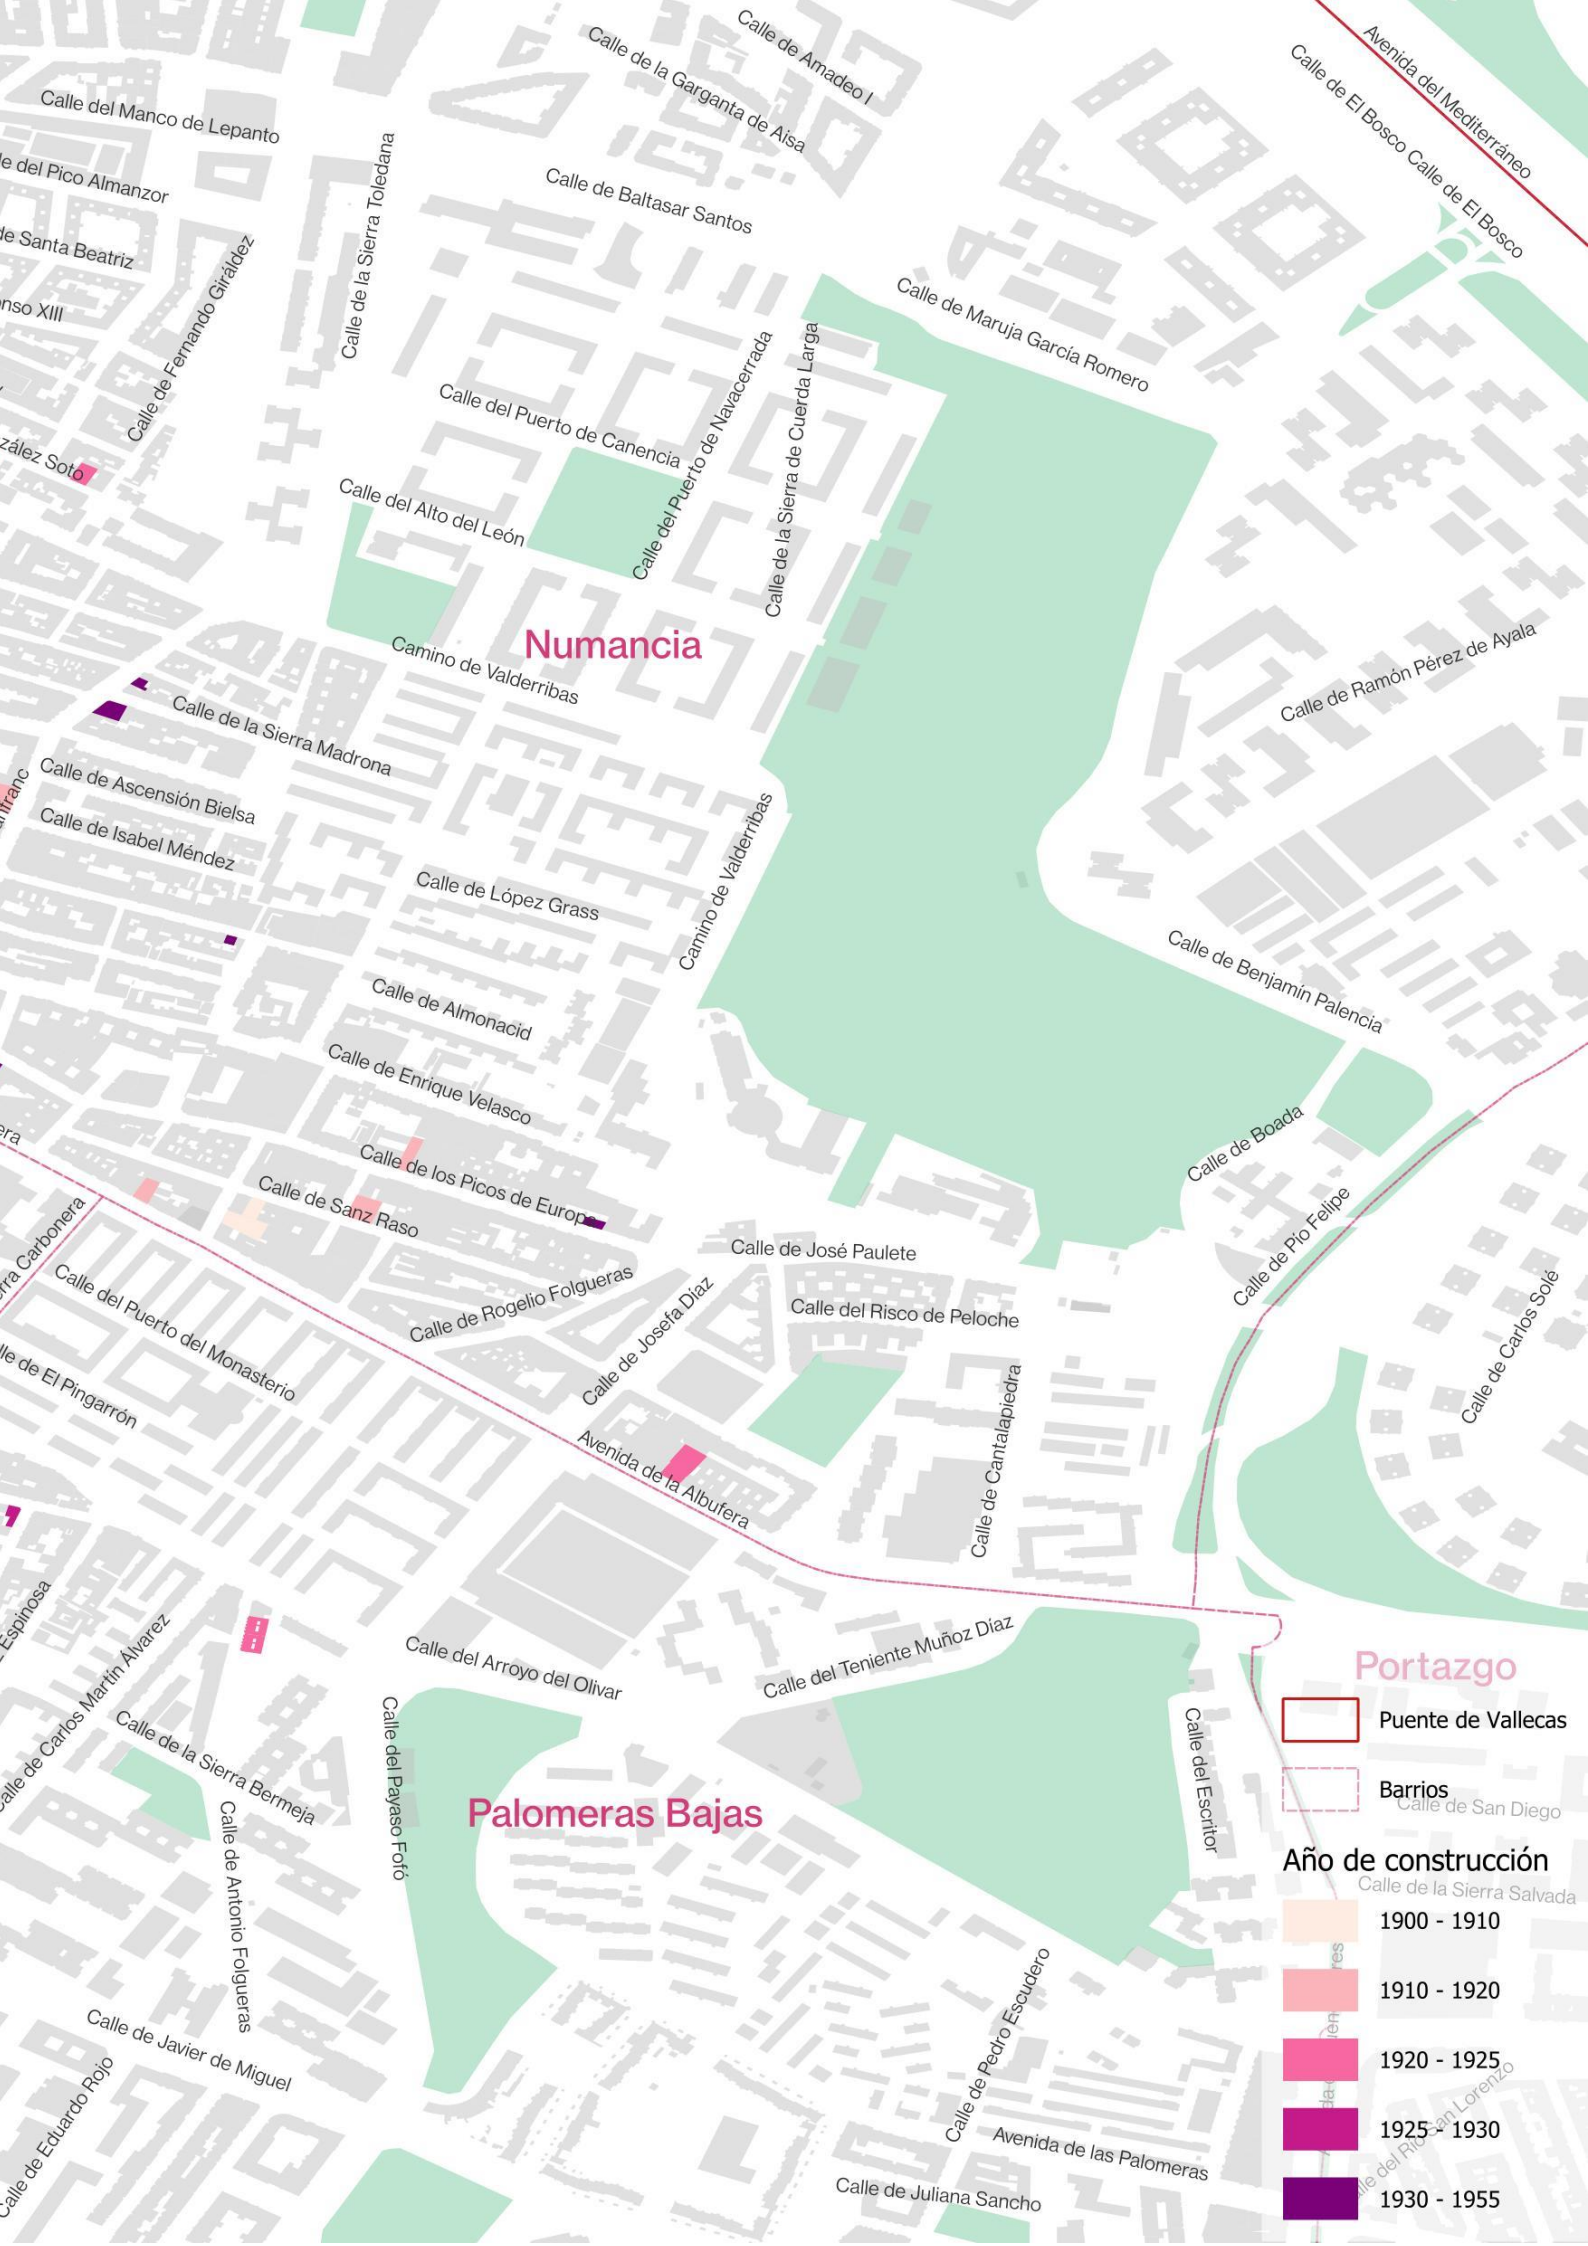 Calle de Amadeo I
Calle de la Garganta de Aisa
Avenida del Mediterráneo
Calle de El Bosco Calle de El Bosco
Calle del Manco de Lepanto
le del Pico Almanzor
Calle de la Sierra Toledana
Calle de Baltasar Santos
de Santa Beatriz
Calle de Fernando Giráldez
nso XIII
Calle de Maruja García Romero
Calle del Puerto de Navacerrada
Calle de la Sierra de Cuerda Larga
Calle del Puerto de Canencia
zález Soto
Calle del Alto del León
Numancia
Camino de Valderribas
Calle de Ramón Pérez de Ayala
Calle de la Sierra Madrona
Calle de Ascensión Bielsa
nfranc
Calle de Isabel Méndez
Camino de Valderribas
Calle de López Grass
Calle de Benjamín Palencia
Calle de Almonacid
Calle de Enrique Velasco
era
Calle de Boada
Calle de los Picos de Europa
Calle de Sanz Raso
Calle de Pío Felipe
rra Carbonera
Calle de José Paulete
Calle del Puerto del Monasterio
Calle de Rogelio Folgueras
Calle de Josefa Díaz
Calle del Risco de Peloche
Calle de Carlos Solé
lle de El Pingarrón
Calle de Cantalapiedra
Avenida de la Albufera
Espinosa
Calle de Carlos Martín Álvarez
Calle del Arroyo del Olivar
Calle del Teniente Muñoz Díaz
Portazgo
Puente de Vallecas
Calle de la Sierra Bermeja
Calle del Payaso Fofó
Calle del Escritor
Barrios
Calle de San Diego
Palomeras Bajas
Calle de Antonio Folgueras
Año de construcción
Calle de la Sierra Salvada
1900 - 1910
res
1910 - 1920
Calle de Pedro Escudero
Calle de Javier de Miguel
Calle de Eduardo Rojo
1920 - 1925
1925 - 1930
lle del Río San Lorenzo
Avenida de las Palomeras
Calle de Juliana Sancho
1930 - 1955